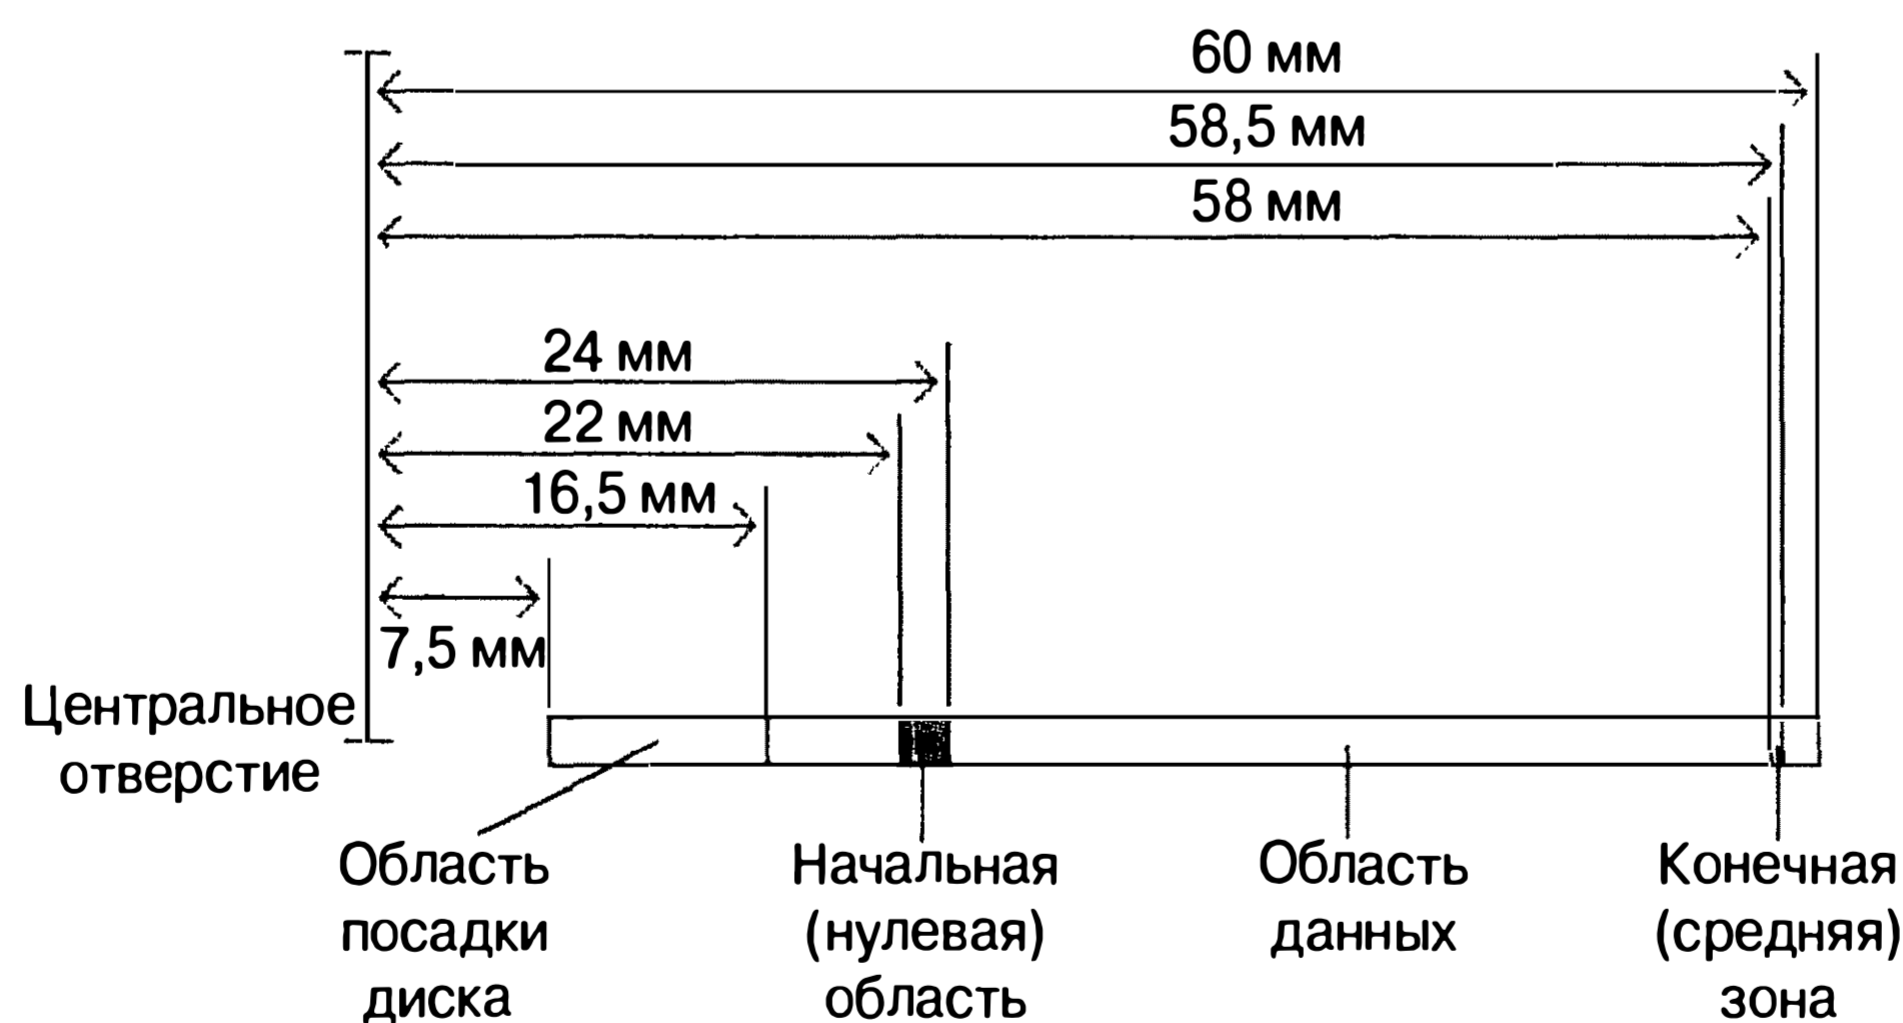 60 мм
58,5 мм
58 мм
24 мм
22 мм
16,5 мм
7,5 мм
Центральное
отверстие
Область
посадки
диска
Начальная
(нулевая)
область
Область
данных
Конечная
(средняя)
зона